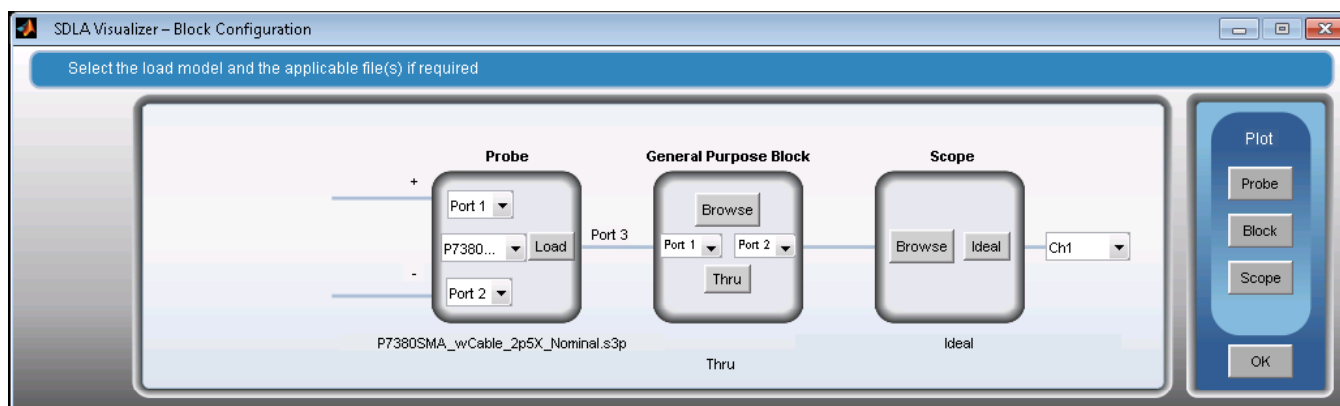 SDLA Visualizer – Block Configuration
Select the load model and the applicable file(s) if required
Probe
General Purpose Block
Scope
+
Port 1
P7380...
Load
-
Port 2
Port 3
Browse
Port 1
Port 2
Thru
Browse
Ideal
Ch1
P7380SMA_wCable_2p5X_Nominal.s3p
Thru
Ideal
Plot
Probe
Block
Scope
OK